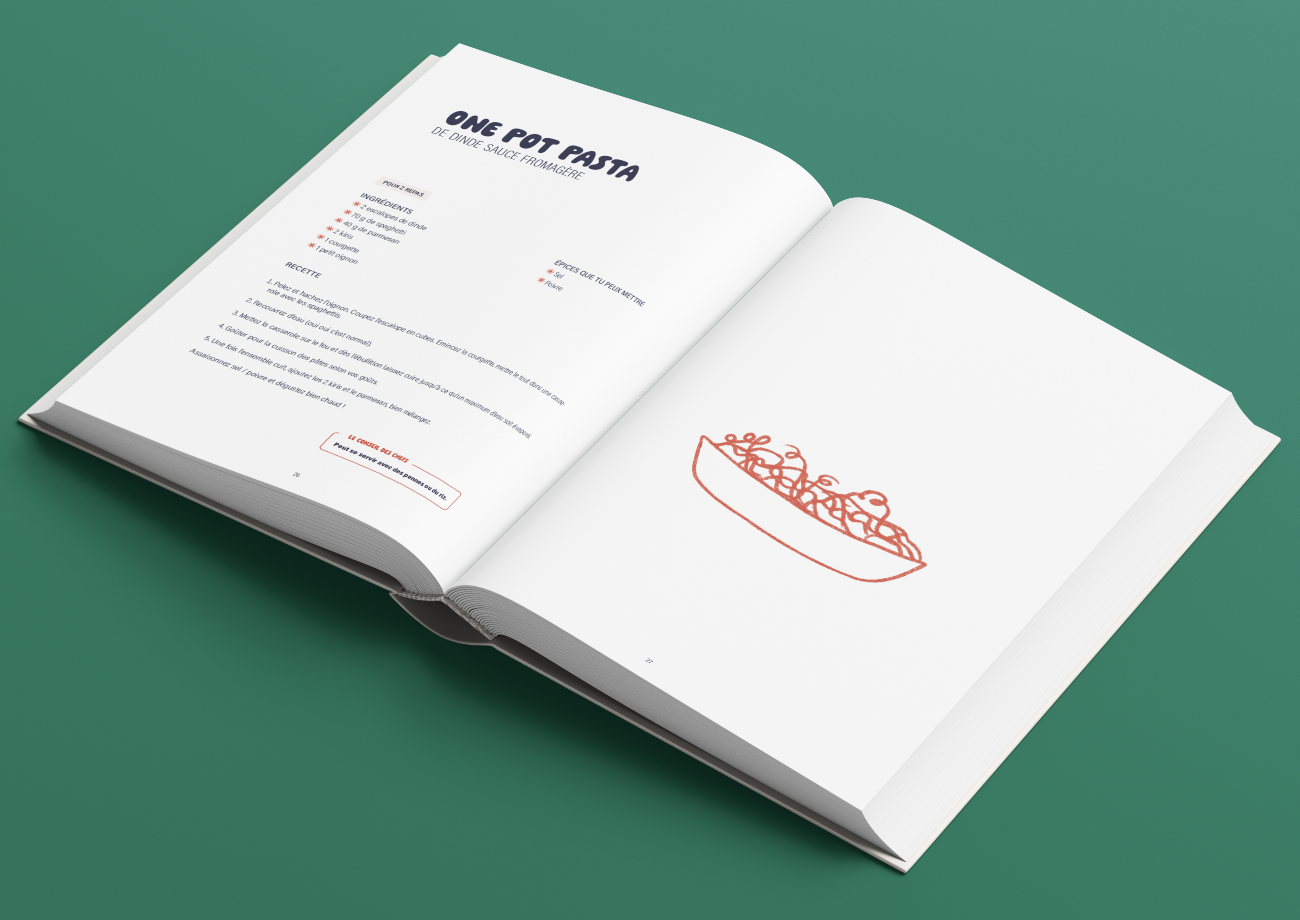 ONE POT PASTA
DE DINDE SAUCE FROMAGÈRE
POUR 2 REPAS
INGRÉDIENTS
2 escalopes de dinde
70 g de spaghetti
40 g de parmesan
2 kiris
1 courgette
1 petit oignon
ÉPICES QUE TU PEUX METTRE
Sel
Poivre
RECETTE
1. Pelez et hachez l'oignon. Coupez l'escalope en cubes. Emincez la courgette, mettre le tout dans une casse-
role avec les spaghettis.
2. Recouvrez d'eau (oui oui c'est normal).
3. Mettez la casserole sur le feu et dès l'ébullition laissez cuire jusqu'à ce qu'un maximum d'eau soit évaporé.
4. Goûter pour la cuisson des pâtes selon vos goûts.
5. Une fois l'ensemble cuit, ajoutez les 2 kiris et le parmesan, bien mélangez.
Assaisonnez sel / poivre et dégustez bien chaud !
LE CONSEIL DES CHEFS
Peut se servir avec des pennes ou du riz.
26
27